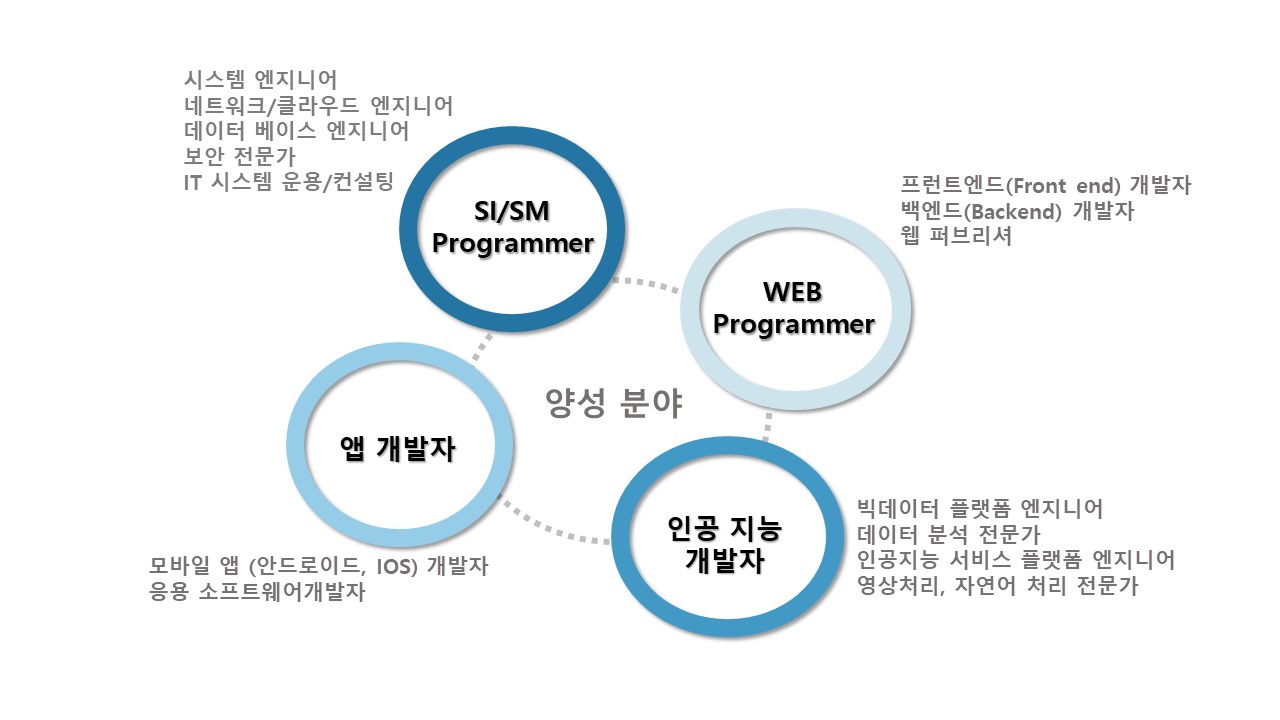 시스템 엔지니어
네트워크/클라우드 엔지니어
데이터 베이스 엔지니어
보안 전문가
IT 시스템 운용/컨설팅
SI/SM
Programmer
프런트엔드(Front end) 개발자
백엔드(Backend) 개발자
웹 퍼브리셔
WEB
Programmer
양성 분야
앱 개발자
모바일 앱 (안드로이드, IOS) 개발자
응용 소프트웨어개발자
인공 지능
개발자
빅데이터 플랫폼 엔지니어
데이터 분석 전문가
인공지능 서비스 플랫폼 엔지니어
영상처리, 자연어 처리 전문가